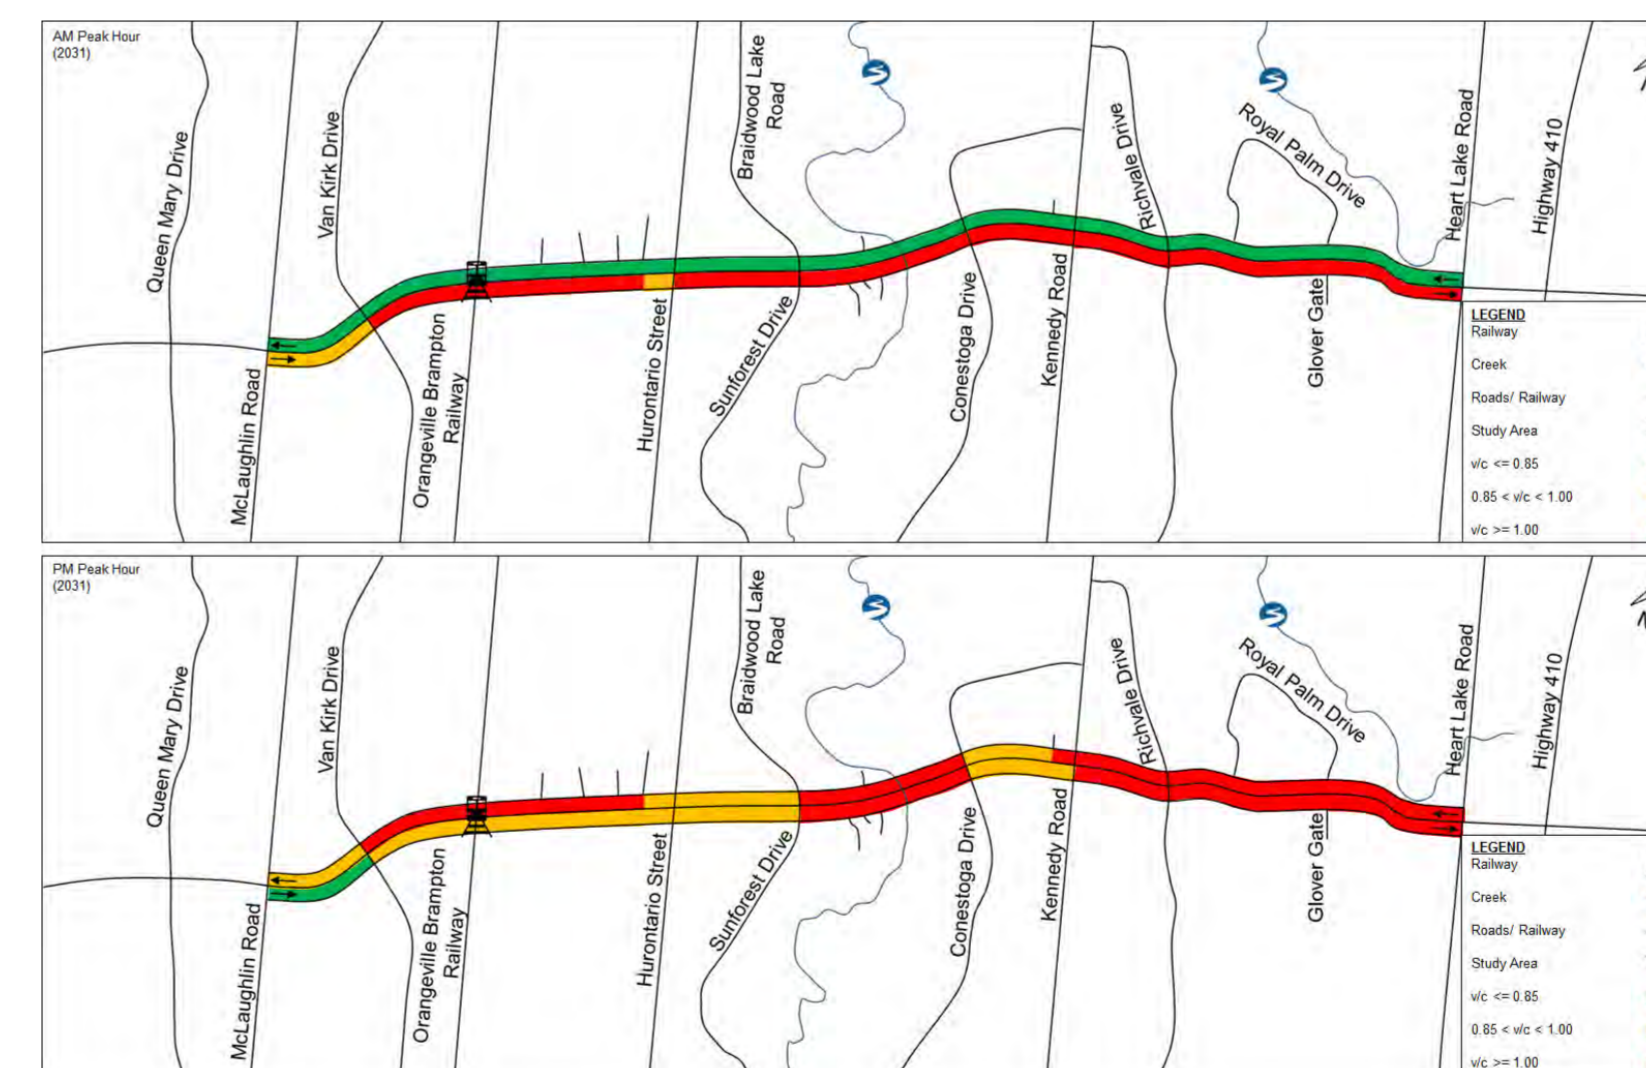 AM Peak Hour
(2031)
Queen Mary Drive
McLaughlin Road
Van Kirk Drive
Orangeville Brampton
Railway
Hurontario Street
Braidwood Lake
Road
Sunforest Drive
Conestoga Drive
Kennedy Road
Richvale Drive
Royal Palm Drive
Glover Gate
Heart Lake Road
Highway 410
LEGEND
Railway
Creek
Roads/ Railway
Study Area
v/c <= 0.85
0.85 < v/c < 1.00
v/c >= 1.00
PM Peak Hour
(2031)
Queen Mary Drive
McLaughlin Road
Van Kirk Drive
Orangeville Brampton
Railway
Hurontario Street
Braidwood Lake
Road
Sunforest Drive
Conestoga Drive
Kennedy Road
Richvale Drive
Royal Palm Drive
Glover Gate
Heart Lake Road
Highway 410
LEGEND
Railway
Creek
Roads/ Railway
Study Area
v/c <= 0.85
0.85 < v/c < 1.00
v/c >= 1.00